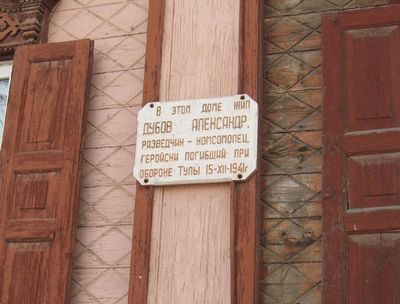 В ЭТОМ ДОМЕ ЖИЛ
ДУБОВ АЛЕКСАНДР,
РАЗВЕДЧИК – КОМСОМОЛЕЦ,
ГЕРОЙСКИ ПОГИБШИЙ ПРИ
ОБОРОНЕ ТУЛЫ 15-XII-1941г